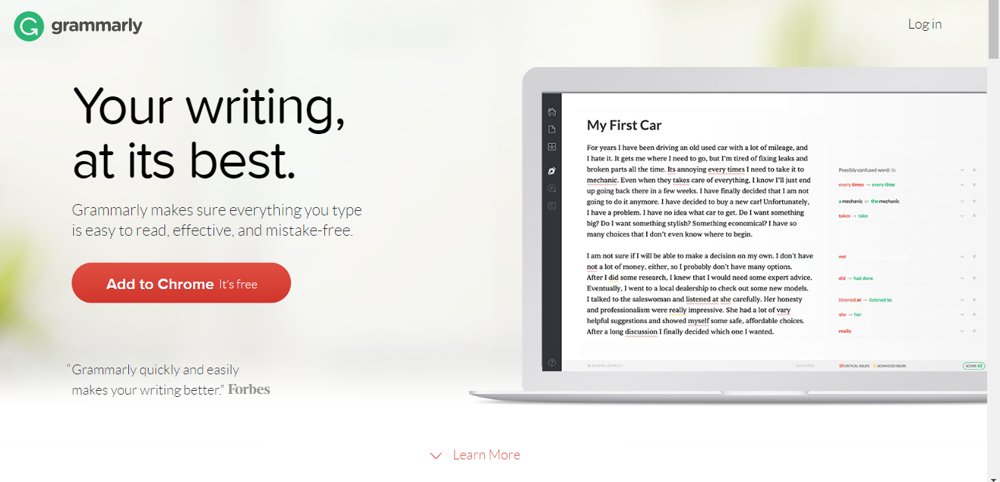 grammarly
Log in
Your writing,
at its best.
Grammarly makes sure everything you type
is easy to read, effective, and mistake-free.
Add to Chrome It's free
“Grammarly quickly and easily
makes your writing better.” Forbes
Learn More
My First Car
For years I have been driving an old used car with a lot of mileage, and
I hate it. It gets me where I need to go, but I'm tired of fixing leaks and
broken parts all the time. Its annoying every times I need to take it to
mechanic. Even when they takes care of everything, I know I'll just end
up going back there in a few weeks. I have finally decided that I am not
going to do it anymore. I have decided to buy a new car! Unfortunately,
I have a problem. I have no idea what car to get. Do I want something
big? Do I want something stylish? Something economical? I have so
many choices that I don't even know where to begin.
I am not sure if I will be able to make a decision on my own. I don't have
not a lot of money, either, so I probably don't have many options.
After I did some research, I knew that I would need some expert advice.
Eventually, I went to a local dealership to check out some new models.
I talked to the saleswoman and listened at she carefully. Her honesty
and professionalism were really impressive. She had a lot of vary
helpful suggestions and showed myself some safe, affordable choices.
After a long discussion I finally decided which one I wanted.
Possibly confused word: Its
every times → every time
a mechanic or the mechanic
takes → take
not
did → had done
listened at → listened to
she → her
really
10 CRITICAL ISSUES 2 ADVANCED ISSUES
SCORE: 62